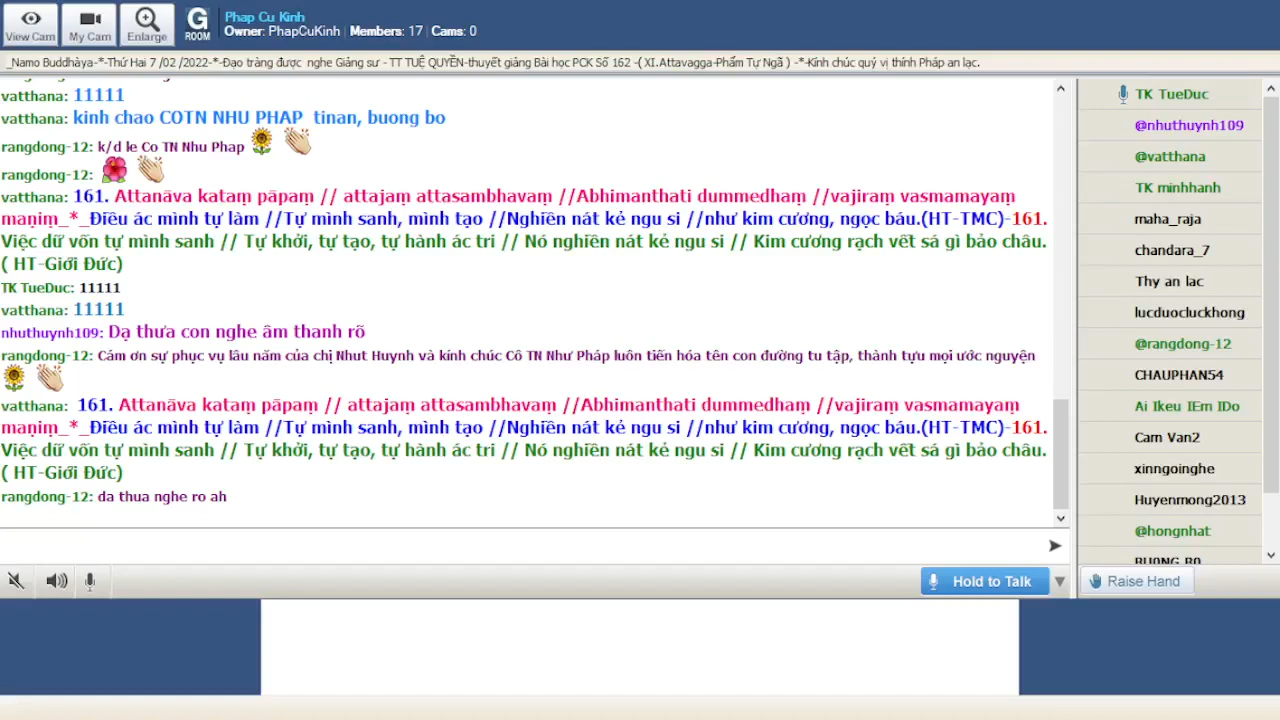 View Cam
My Cam
Enlarge
G
ROOM
Phap Cu Kinh
Owner: PhapCuKinh | Members: 17 | Cams: 0
_Namo Buddhàya-*-Thứ Hai 7 /02 /2022-*-Đạo tràng được nghe Giảng sư - TT TUỆ QUYỀN-thuyết giảng Bài học PCK Số 162 -( XI.Attavagga-Phẩm Tự Ngã ) -*-Kính chúc quý vị thính Pháp an lạc.
vatthana: 11111
vatthana: kinh chao COTN NHU PHAP tinan, buong bo
rangdong-12: k/d le Co TN Nhu Phap
rangdong-12:
vatthana: 161. Attanāva kataṃ pāpaṃ // attajaṃ attasambhavaṃ //Abhimanthati dummedhaṃ //vajiraṃ vasmamayaṃ
maṇiṃ_*_Điều ác mình tự làm //Tự mình sanh, mình tạo //Nghiền nát kẻ ngu si //như kim cương, ngọc báu.(HT-TMC)-161.
Việc dữ vốn tự mình sanh // Tự khởi, tự tạo, tự hành ác tri // Nó nghiền nát kẻ ngu si // Kim cương rạch vết sá gì bảo châu.
( HT-Giới Đức)
TK TueDuc: 11111
vatthana: 11111
nhuthuynh109: Dạ thưa con nghe âm thanh rõ
rangdong-12: Cám ơn sự phục vụ lâu năm của chị Nhut Huynh và kính chúc Cô TN Như Pháp luôn tiến hóa tên con đường tu tập, thành tựu mọi ước nguyện
vatthana: 161. Attanāva kataṃ pāpaṃ // attajaṃ attasambhavaṃ //Abhimanthati dummedhaṃ //vajiraṃ vasmamayaṃ
maṇiṃ_*_Điều ác mình tự làm //Tự mình sanh, mình tạo //Nghiền nát kẻ ngu si //như kim cương, ngọc báu.(HT-TMC)-161.
Việc dữ vốn tự mình sanh // Tự khởi, tự tạo, tự hành ác tri // Nó nghiền nát kẻ ngu si // Kim cương rạch vết sá gì bảo châu.
( HT-Giới Đức)
rangdong-12: da thua nghe ro ah
Hold to Talk
TK TueDuc
@nhuthuynh109
@vatthana
TK minhhanh
maha_raja
chandara_7
Thy an lac
lucduocluckhong
@rangdong-12
CHAUPHAN54
Ai Ikeu IEm IDo
Cam Van2
xinngoinghe
Huyenmong2013
@hongnhat
Raise Hand